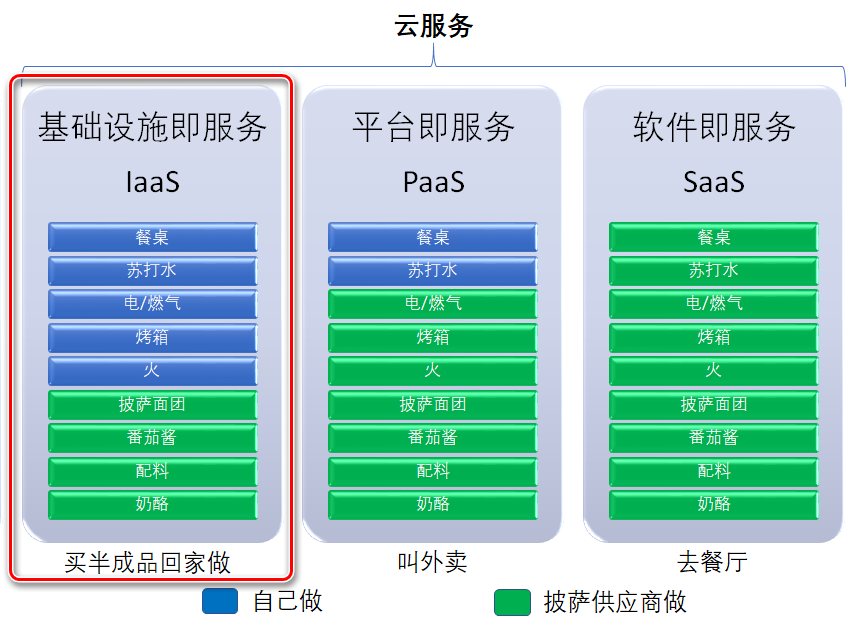 云服务
基础设施即服务
IaaS
餐桌
苏打水
电/燃气
烤箱
火
披萨面团
番茄酱
配料
奶酪
买半成品回家做
平台即服务
PaaS
餐桌
苏打水
电/燃气
烤箱
火
披萨面团
番茄酱
配料
奶酪
叫外卖
软件即服务
SaaS
餐桌
苏打水
电/燃气
烤箱
火
披萨面团
番茄酱
配料
奶酪
去餐厅
自己做
披萨供应商做